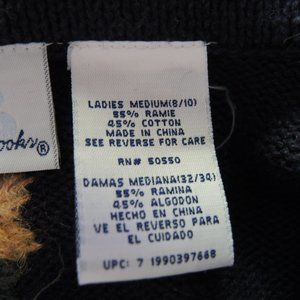 ooks®
LADIES MEDIUM(8/10)
55% RAMIE
45% COTTON
MADE IN CHINA
SEE REVERSE FOR CARE
RN# 50550
DAMAS MEDIANA(32/34)
55% RAMINA
45% ALGODON
HECHO EN CHINA
VE EL REVERSO PARA
EL CUIDADO
UPC: 7 1990397668